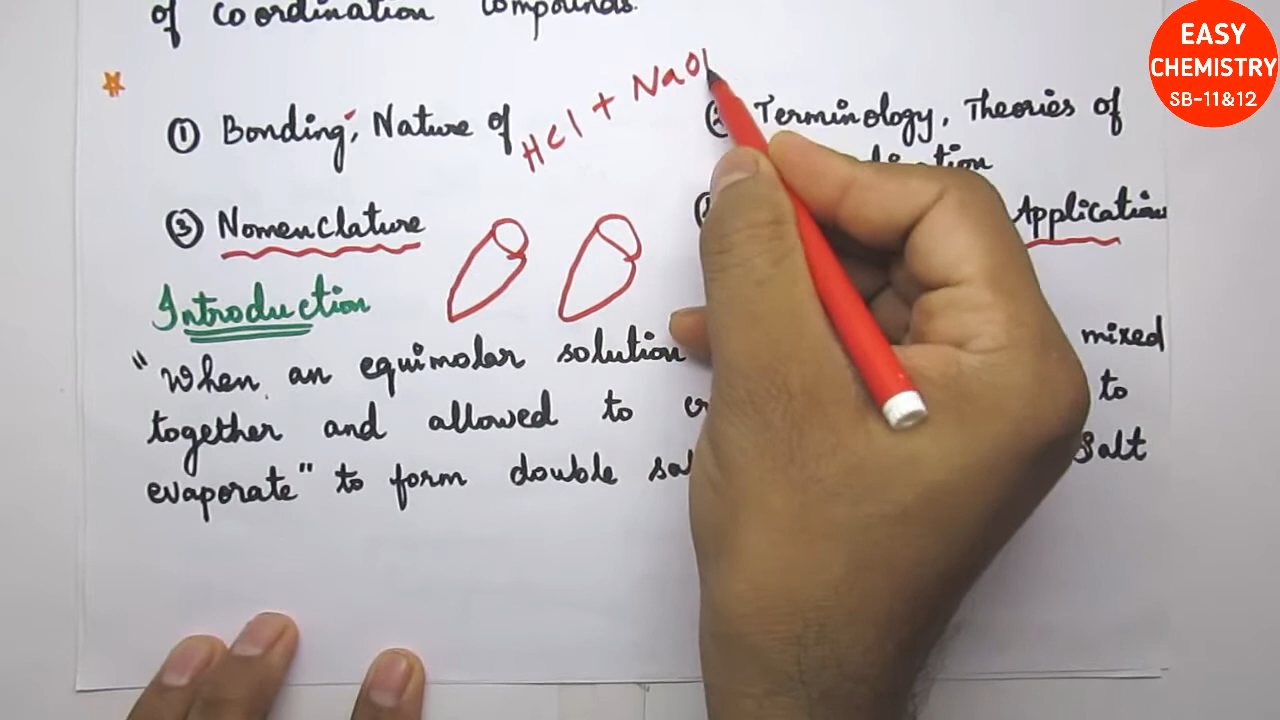 of coordination compounds.
EASY
CHEMISTRY
SB-11&12
HCl + NaO
① Bonding, Nature of
Terminology, Theories of
③ Nomenclature
Application
Introduction
"When an equimolar solution mixed
together and allowed to to
evaporate" to form double Salt